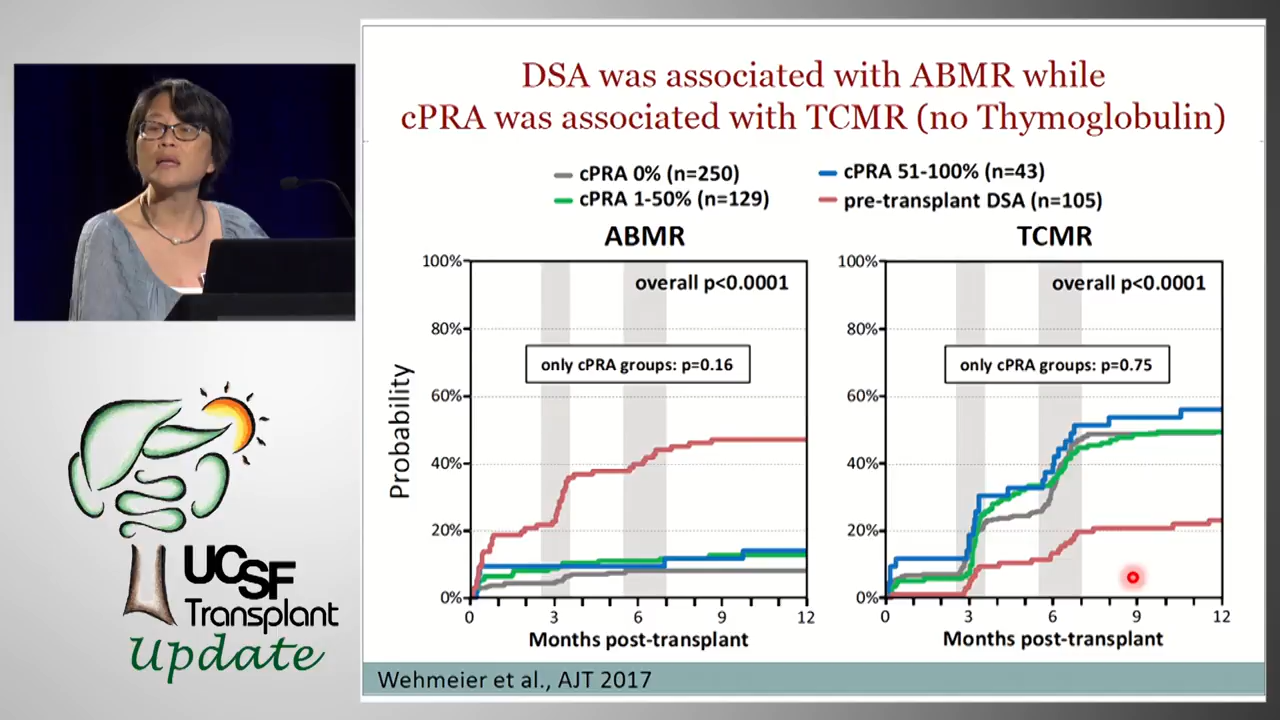 DSA was associated with ABMR while
cPRA was associated with TCMR (no Thymoglobulin)
cPRA 0% (n=250)
cPRA 1-50% (n=129)
cPRA 51-100% (n=43)
pre-transplant DSA (n=105)
ABMR
100%
80%
60%
40%
20%
0%
overall p<0.0001
only cPRA groups: p=0.16
Probability
0 3 6 9 12
Months post-transplant
TCMR
100%
80%
60%
40%
20%
0%
overall p<0.0001
only cPRA groups: p=0.75
0 3 6 9 12
Months post-transplant
Wehmeier et al., AJT 2017
UCSF
Transplant
Update